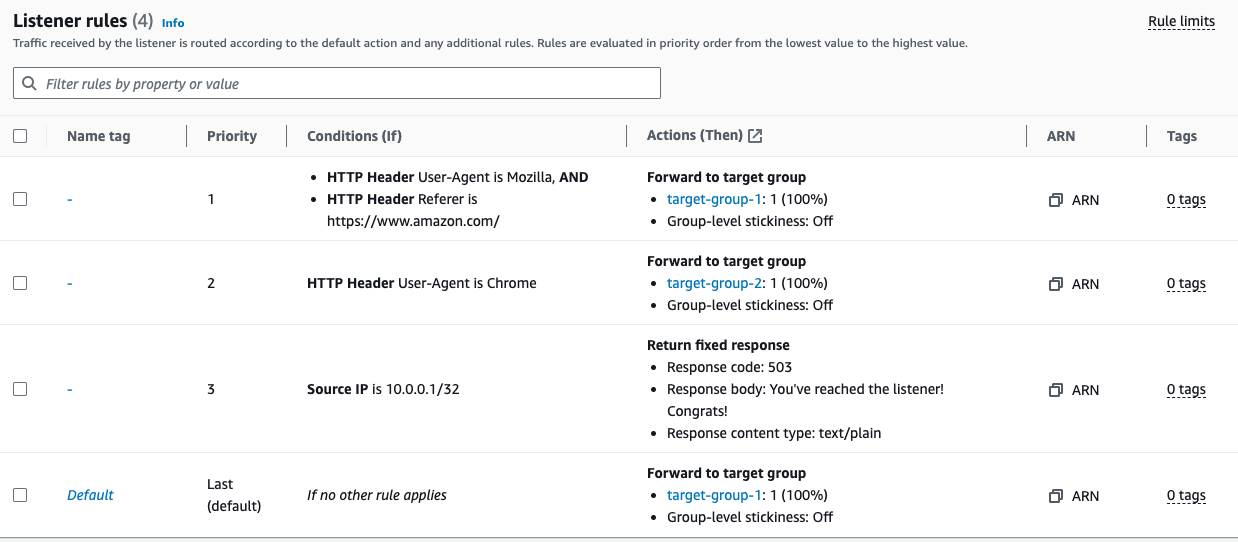 Listener rules (4) Info
Rule limits
Traffic received by the listener is routed according to the default action and any additional rules. Rules are evaluated in priority order from the lowest value to the highest value.
Filter rules by property or value
Name tag Priority Conditions (If) Actions (Then) ARN Tags
- 1
• HTTP Header User-Agent is Mozilla, AND
• HTTP Header Referer is
https://www.amazon.com/
Forward to target group
• target-group-1: 1 (100%)
• Group-level stickiness: Off
ARN 0 tags
- 2
HTTP Header User-Agent is Chrome
Forward to target group
• target-group-2: 1 (100%)
• Group-level stickiness: Off
ARN 0 tags
- 3
Source IP is 10.0.0.1/32
Return fixed response
• Response code: 503
• Response body: You've reached the listener!
Congrats!
• Response content type: text/plain
ARN 0 tags
Default
Last
(default)
If no other rule applies
Forward to target group
• target-group-1: 1 (100%)
• Group-level stickiness: Off
ARN 0 tags